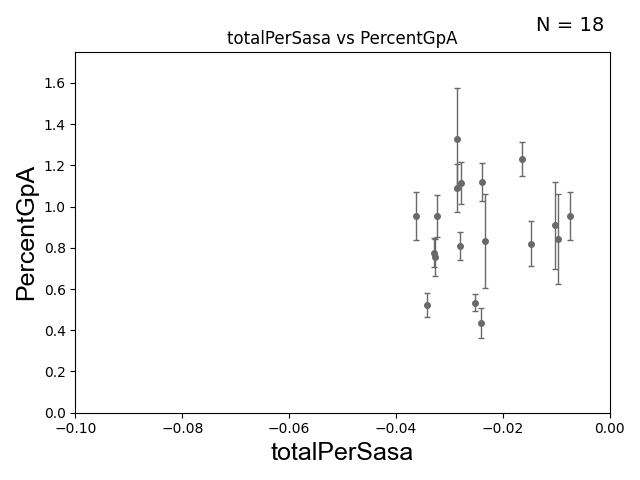 N = 18
totalPerSasa vs PercentGpA
PercentGpA
1.6
1.4
1.2
1.0
0.8
0.6
0.4
0.2
0.0
−0.10 −0.08 −0.06 −0.04 −0.02 0.00
totalPerSasa